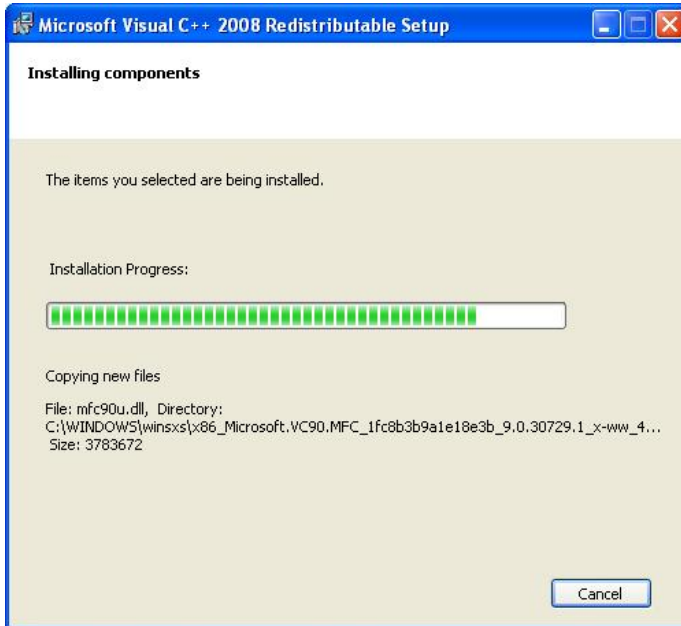 Microsoft Visual C++ 2008 Redistributable Setup
Installing components
The items you selected are being installed.
Installation Progress:
Copying new files
File: mfc90u.dll, Directory:
C:\WINDOWS\winsxs\x86_Microsoft.VC90.MFC_1fc8b3b9a1e18e3b_9.0.30729.1_x-ww_4...
Size: 3783672
Cancel